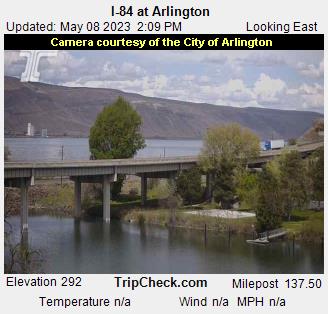 I-84 at Arlington
Updated: May 08 2023 2:09 PM Looking East
Camera courtesy of the City of Arlington
Elevation 292 TripCheck.com Milepost 137.50
Temperature n/a Wind n/a MPH n/a